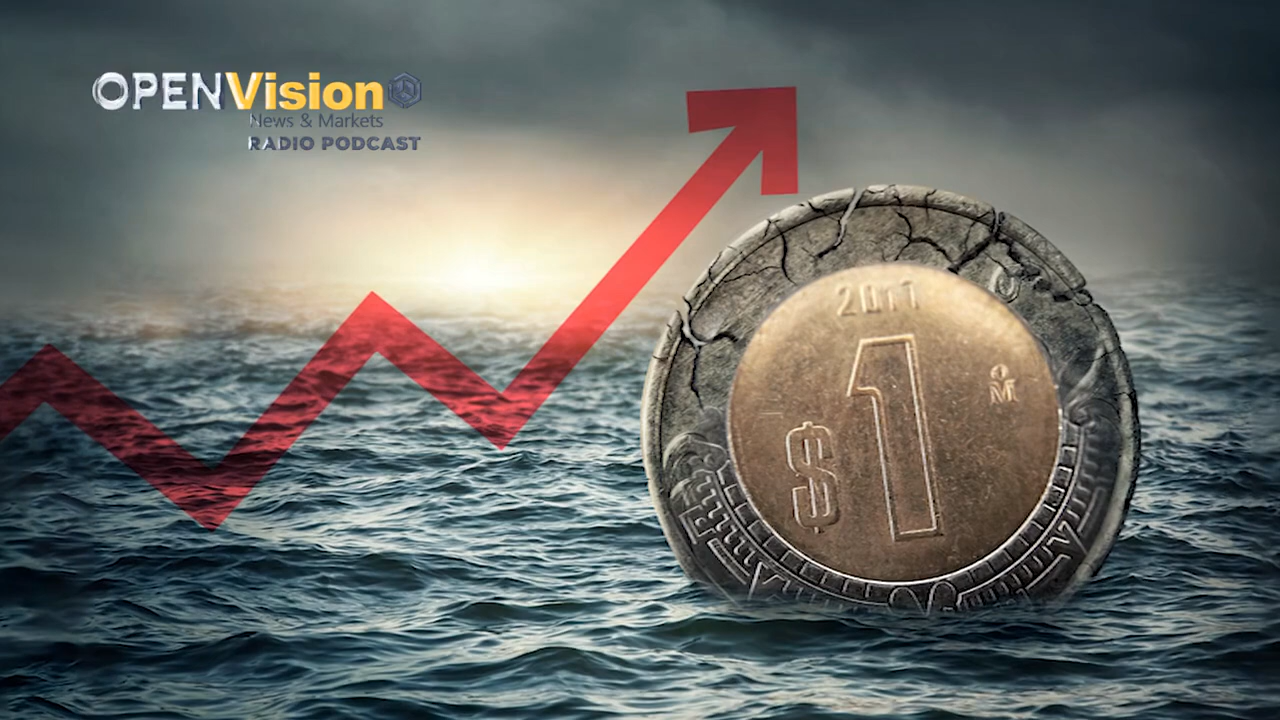 OPENVision
News & Markets
RADIO PODCAST
2011
$1
M